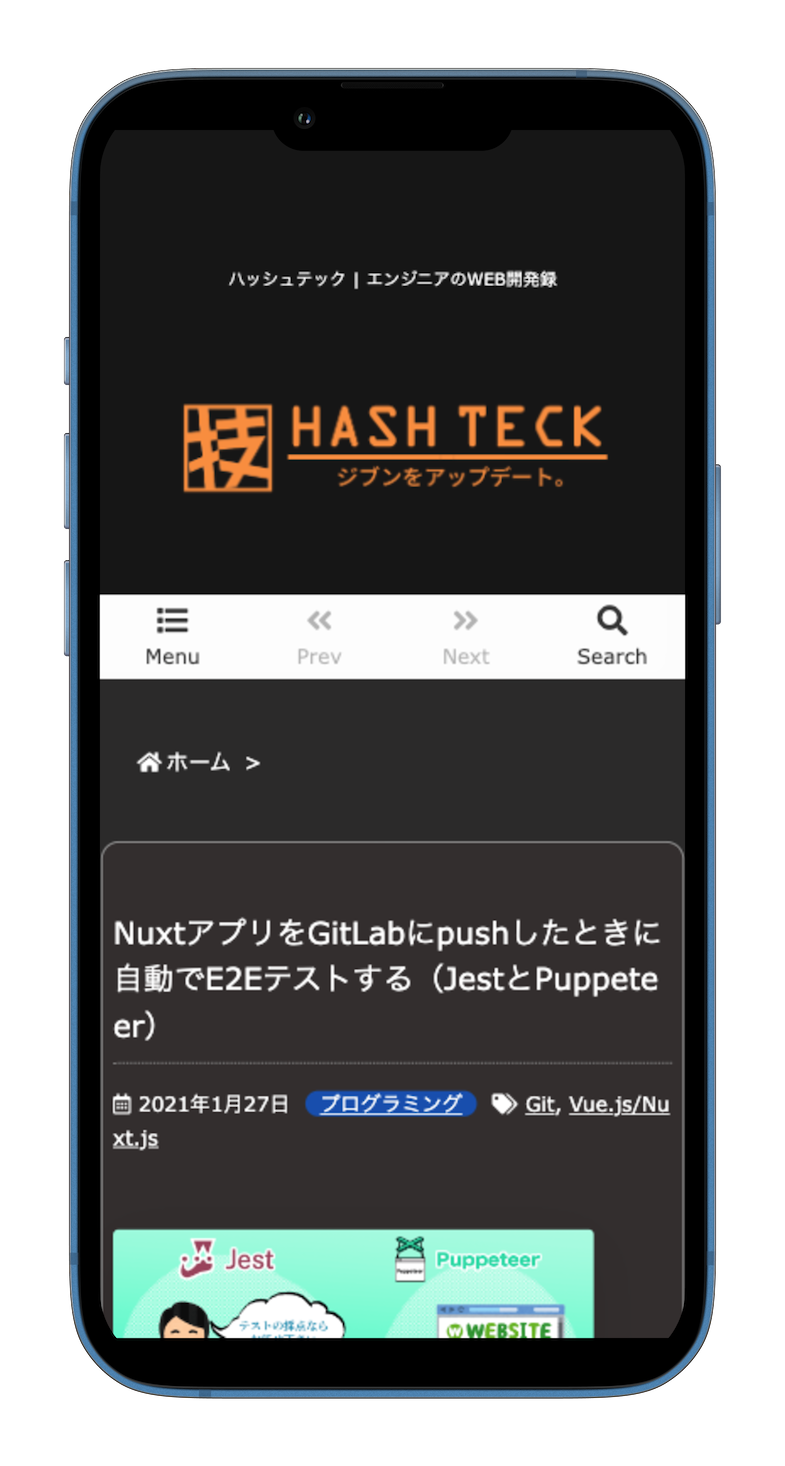 ハッシュテック | エンジニアのWEB開発録
技 HASH TECK
ジブンをアップデート。
Menu Prev Next Search
ホーム >
NuxtアプリをGitLabにpushしたときに
自動でE2Eテストする（JestとPuppete
er）
2021年1月27日 プログラミング Git, Vue.js/Nu
xt.js
Jest Puppeteer
Puppeteer
テストの採点なら
WEBSITE